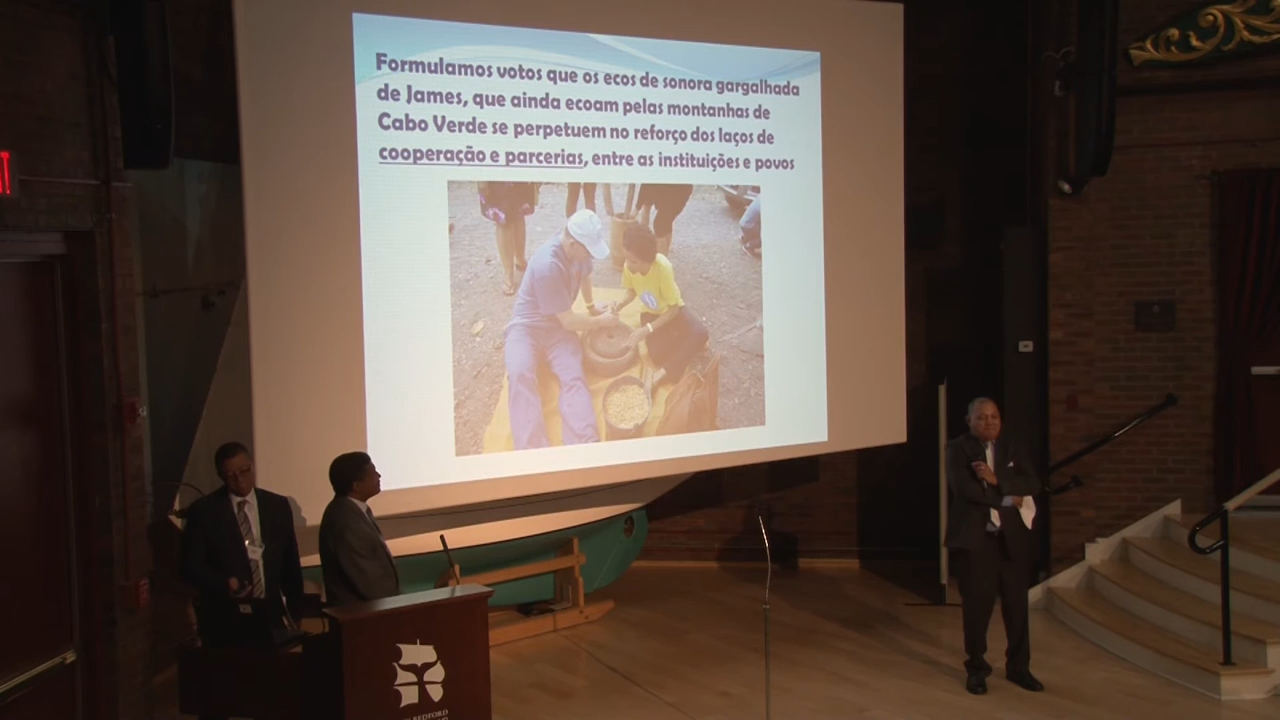 Formulamos votos que os ecos de sonora gargalhada
de James, que ainda ecoam pelas montanhas de
Cabo Verde se perpetuem no reforço dos laços de
cooperação e parcerias, entre as instituições e povos
BEDFORD